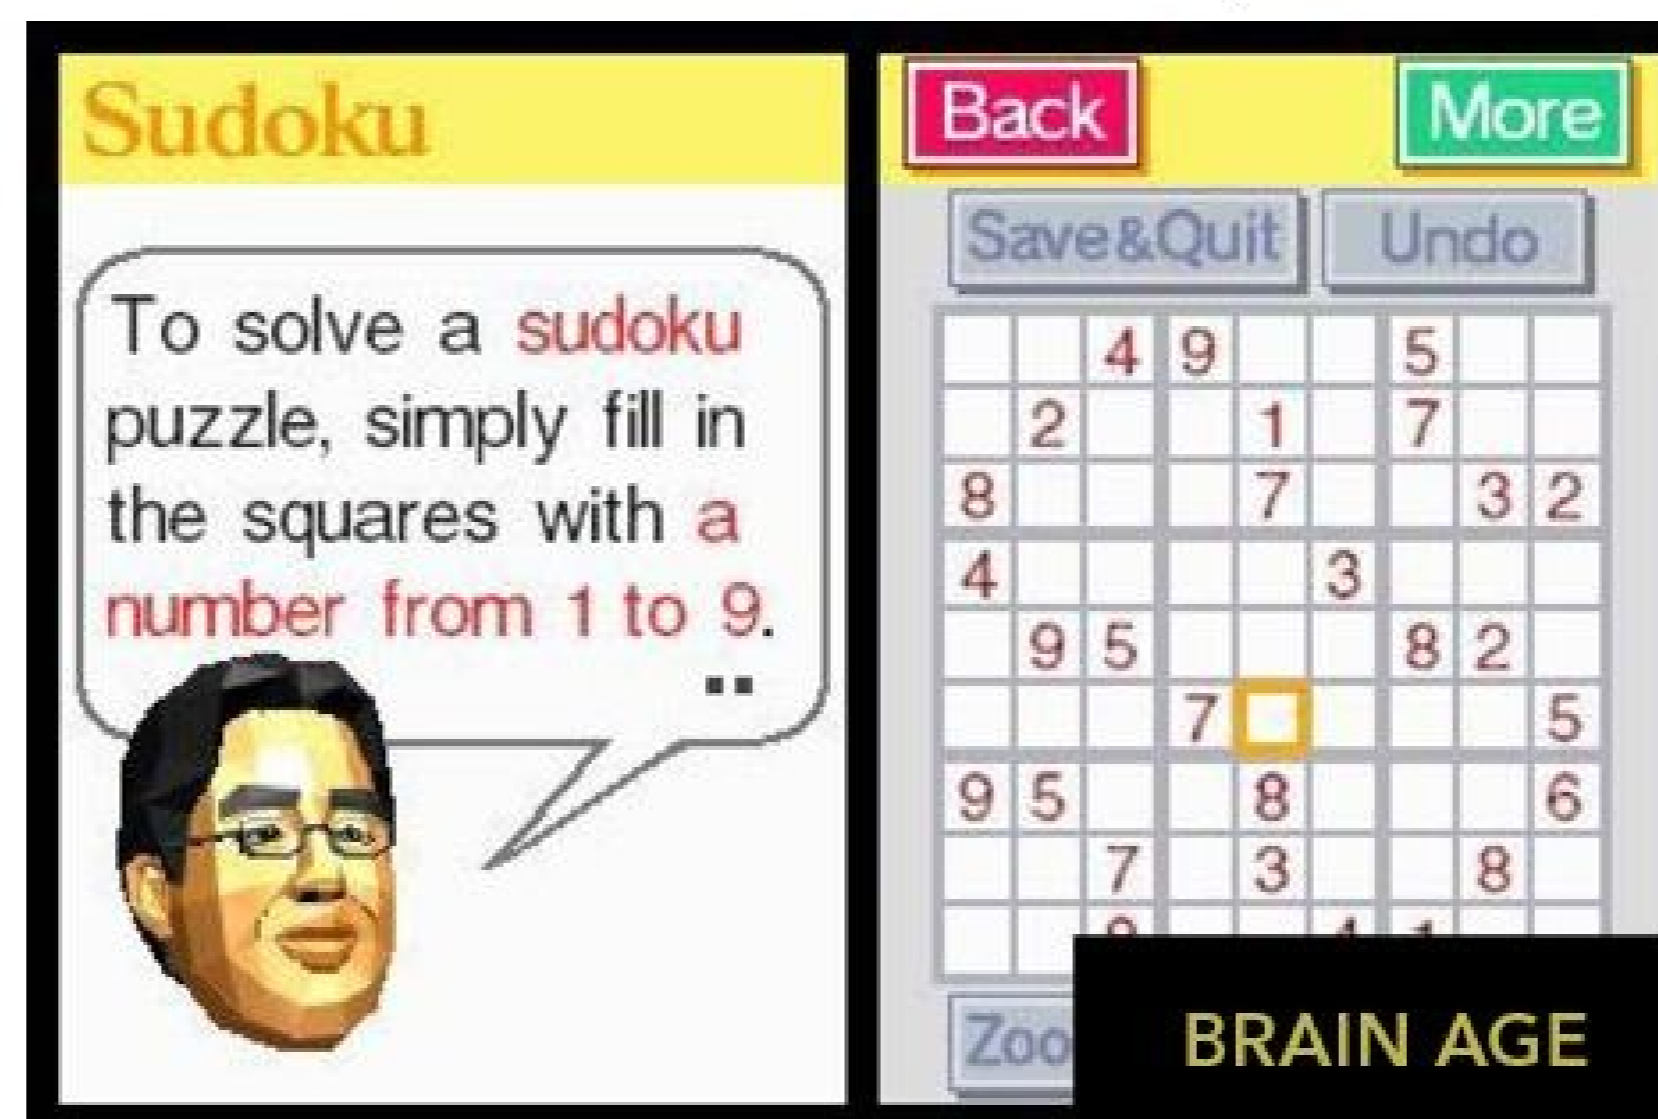 Sudoku
To solve a sudoku
puzzle, simply fill in
the squares with a
number from 1 to 9.
Back More
Save&Quit Undo
4 9 5
2 1 7
8 7 3 2
4 3
9 5 8 2
7 5
9 5 8 6
7 3 8
Zoo
BRAIN AGE